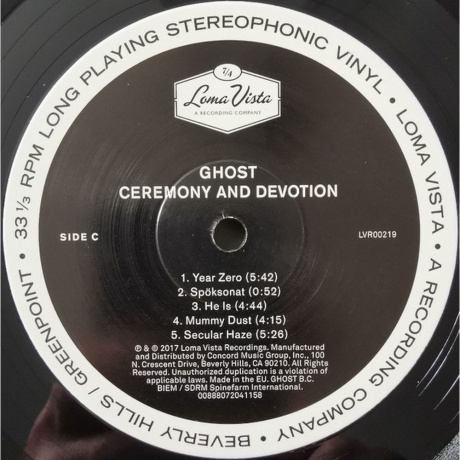 33 1/3 RPM LONG PLAYING STEREOPHONIC VINYL • LOMA VISTA • A RECORDING COMPANY • BEVERLY HILLS / GREENPOINT •
7/4
Loma Vista
A RECORDING COMPANY
GHOST
CEREMONY AND DEVOTION
SIDE C
LVR00219
1. Year Zero (5:42)
2. Spöksonat (0:52)
3. He Is (4:44)
4. Mummy Dust (4:15)
5. Secular Haze (5:26)
℗ & © 2017 Loma Vista Recordings. Manufactured
and Distributed by Concord Music Group, Inc., 100
N. Crescent Drive, Beverly Hills, CA 90210. All Rights
Reserved. Unauthorized duplication is a violation of
applicable laws. Made in the EU. GHOST B.C.
BIEM / SDRM Spinefarm International.
00888072041158